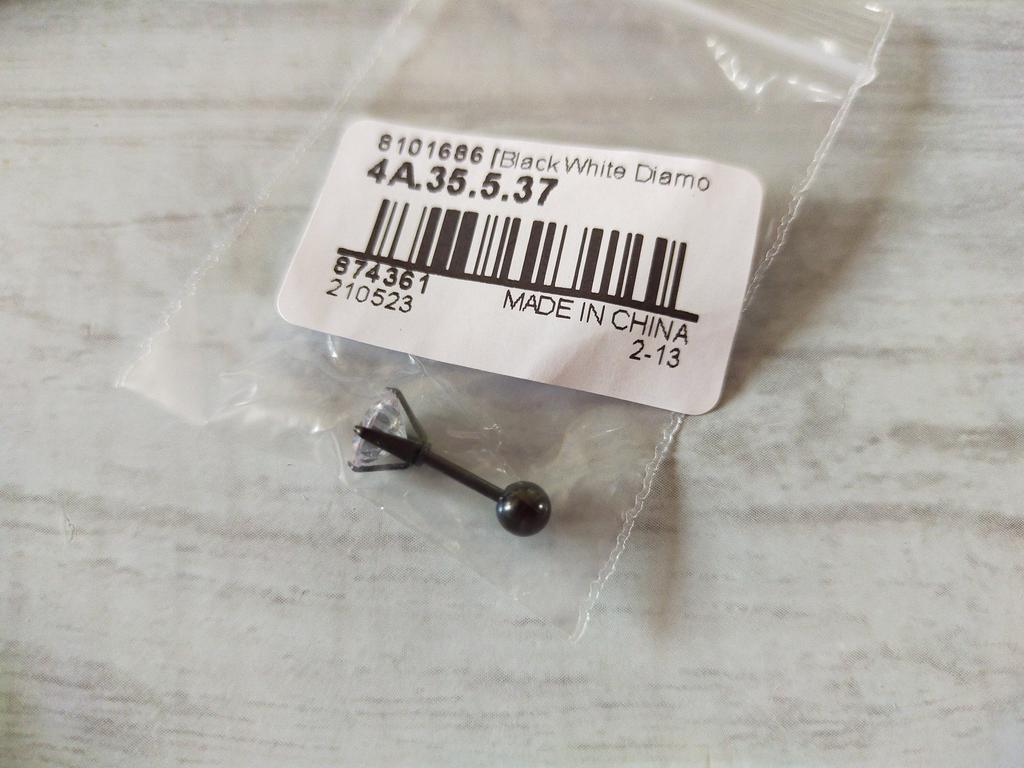 8101686 [Black White Diamo
4A.35.5.37
874361
210523
MADE IN CHINA
2-13